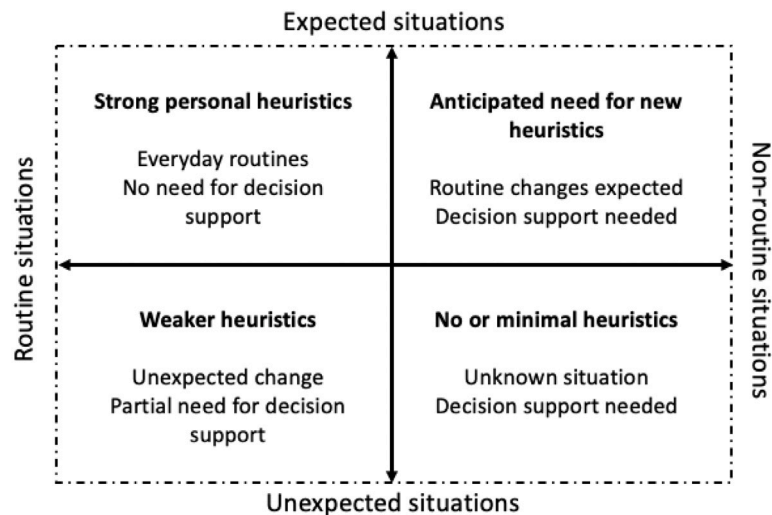 Expected situations
Strong personal heuristics
Everyday routines
No need for decision
support
Anticipated need for new
heuristics
Routine changes expected
Decision support needed
Routine situations
Non-routine situations
Weaker heuristics
Unexpected change
Partial need for decision
support
No or minimal heuristics
Unknown situation
Decision support needed
Unexpected situations